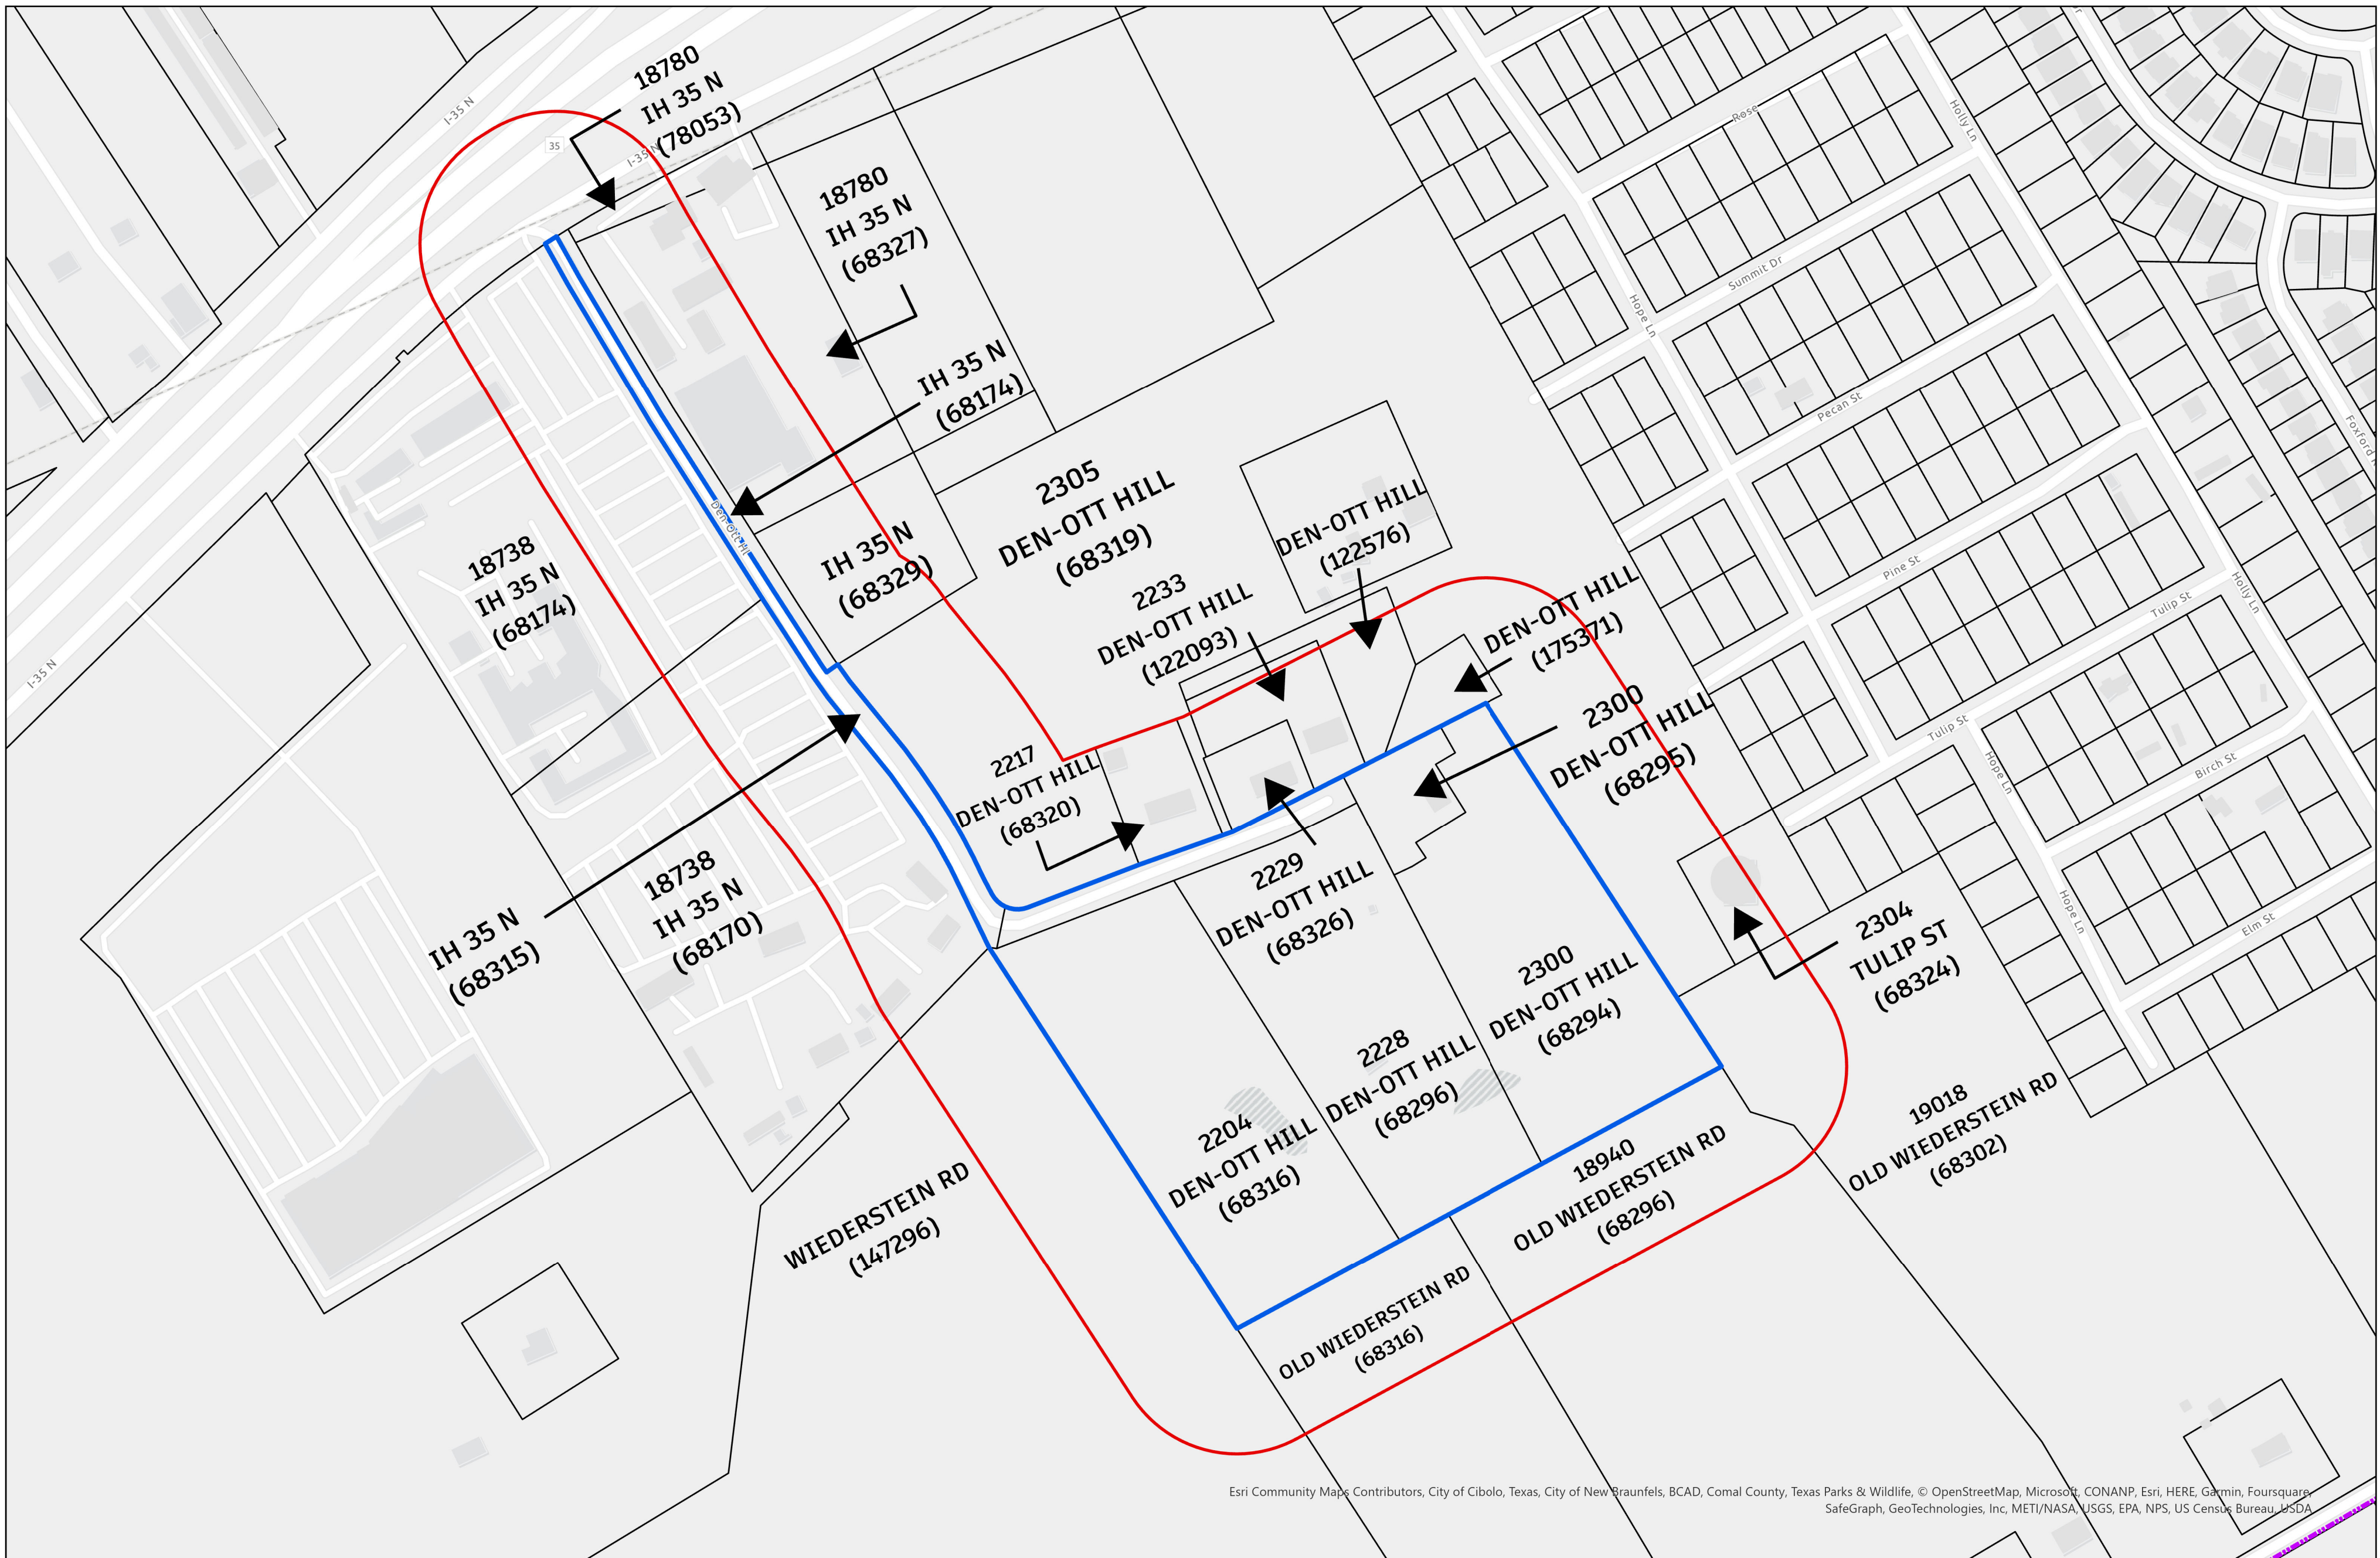 18780
IH 35 N
(78053)
I-35 N
35
I-35 N
18780
IH 35 N
(68327)
IH 35 N
(68174)
Rose
Holly Ln
Summit Dr
Hope Ln
Pecan St
2305
DEN-OTT HILL
(68319)
DEN-OTT HILL
(122576)
Den-Ott Hl
IH 35 N
(68329)
18738
IH 35 N
(68174)
2233
DEN-OTT HILL
(122093)
DEN-OTT HILL
(175371)
Pine St
Tulip St
Holly Ln
I-35 N
2300
DEN-OTT HILL
(68295)
Tulip St
Hope Ln
Birch St
2217
DEN-OTT HILL
(68320)
18738
IH 35 N
(68170)
IH 35 N
(68315)
2229
DEN-OTT HILL
(68326)
2304
TULIP ST
(68324)
Hope Ln
Elm St
2300
DEN-OTT HILL
(68294)
2228
DEN-OTT HILL
(68296)
2204
DEN-OTT HILL
(68316)
18940
OLD WIEDERSTEIN RD
(68296)
19018
OLD WIEDERSTEIN RD
(68302)
WIEDERSTEIN RD
(147296)
OLD WIEDERSTEIN RD
(68316)
Esri Community Maps Contributors, City of Cibolo, Texas, City of New Braunfels, BCAD, Comal County, Texas Parks & Wildlife, © OpenStreetMap, Microsoft, CONANP, Esri, HERE, Garmin, Foursquare,
SafeGraph, GeoTechnologies, Inc, METI/NASA, USGS, EPA, NPS, US Census Bureau, USDA